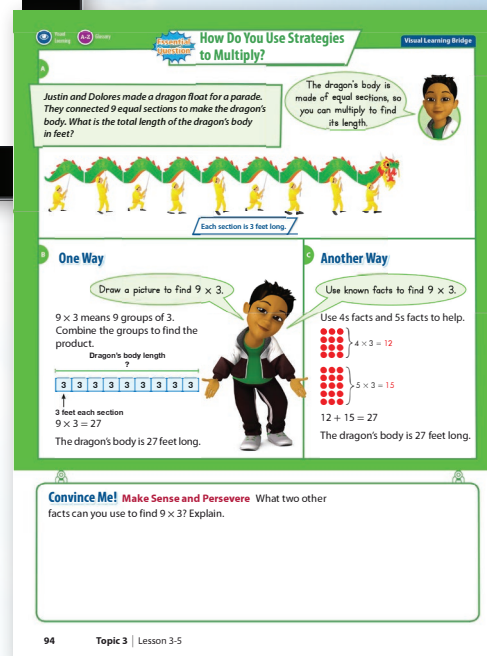 Visual Learning
A-Z
Glossary
Essential Question
How Do You Use Strategies
to Multiply?
Visual Learning Bridge
A
Justin and Dolores made a dragon float for a parade.
They connected 9 equal sections to make the dragon's
body. What is the total length of the dragon's body
in feet?
The dragon's body is
made of equal sections, so
you can multiply to find
its length.
Each section is 3 feet long.
B
One Way
Draw a picture to find 9 × 3.
9 × 3 means 9 groups of 3.
Combine the groups to find the
product.
Dragon's body length
?
3 3 3 3 3 3 3 3 3
3 feet each section
9 × 3 = 27
The dragon's body is 27 feet long.
C
Another Way
Use known facts to find 9 × 3.
Use 4s facts and 5s facts to help.
4 × 3 = 12
5 × 3 = 15
12 + 15 = 27
The dragon's body is 27 feet long.
Convince Me! Make Sense and Persevere What two other
facts can you use to find 9 × 3? Explain.
94 Topic 3 | Lesson 3-5